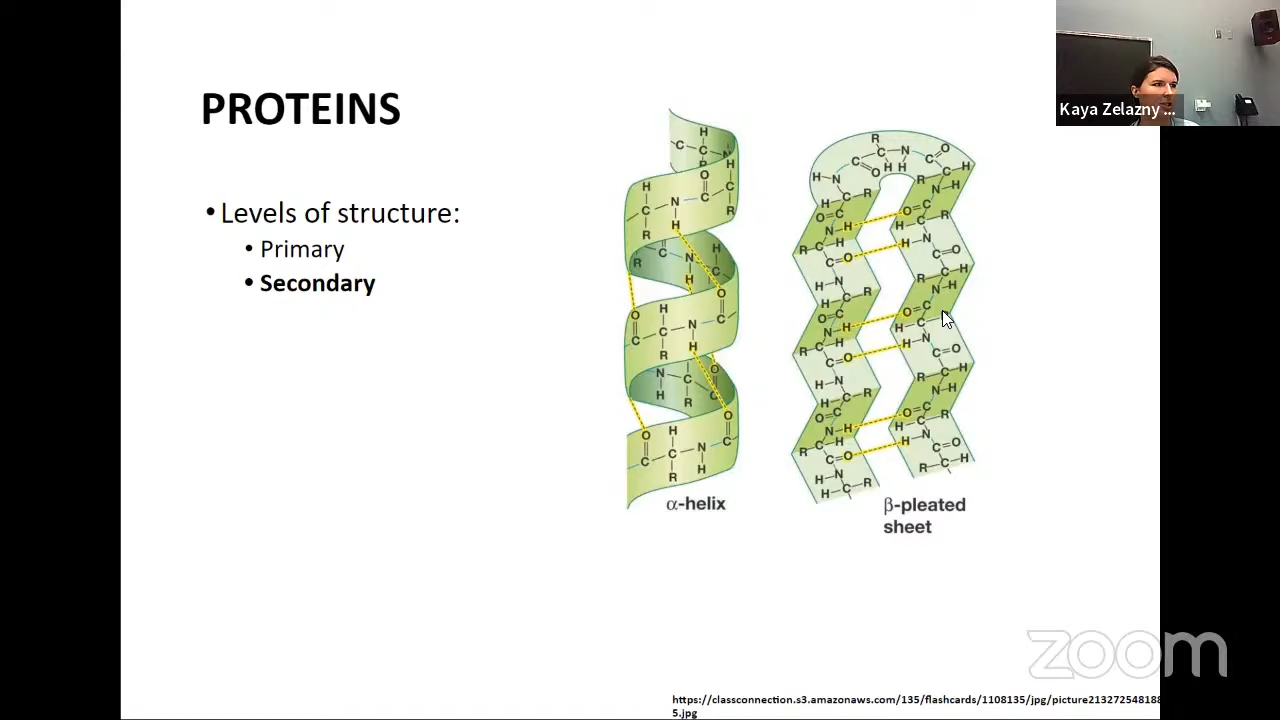 PROTEINS
• Levels of structure:
• Primary
• Secondary
α-helix
β-pleated
sheet
Kaya Zelazny ...
zoom
https://classconnection.s3.amazonaws.com/135/flashcards/1108135/jpg/picture213272548188
5.jpg